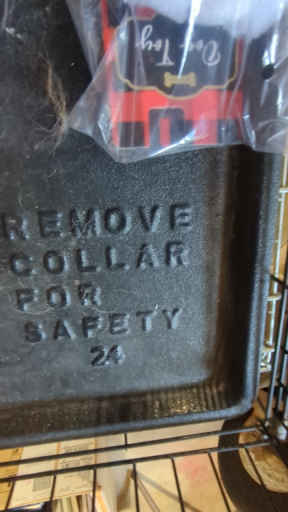 Dog Toy
REMOVE
COLLAR
FOR
SAFETY
24